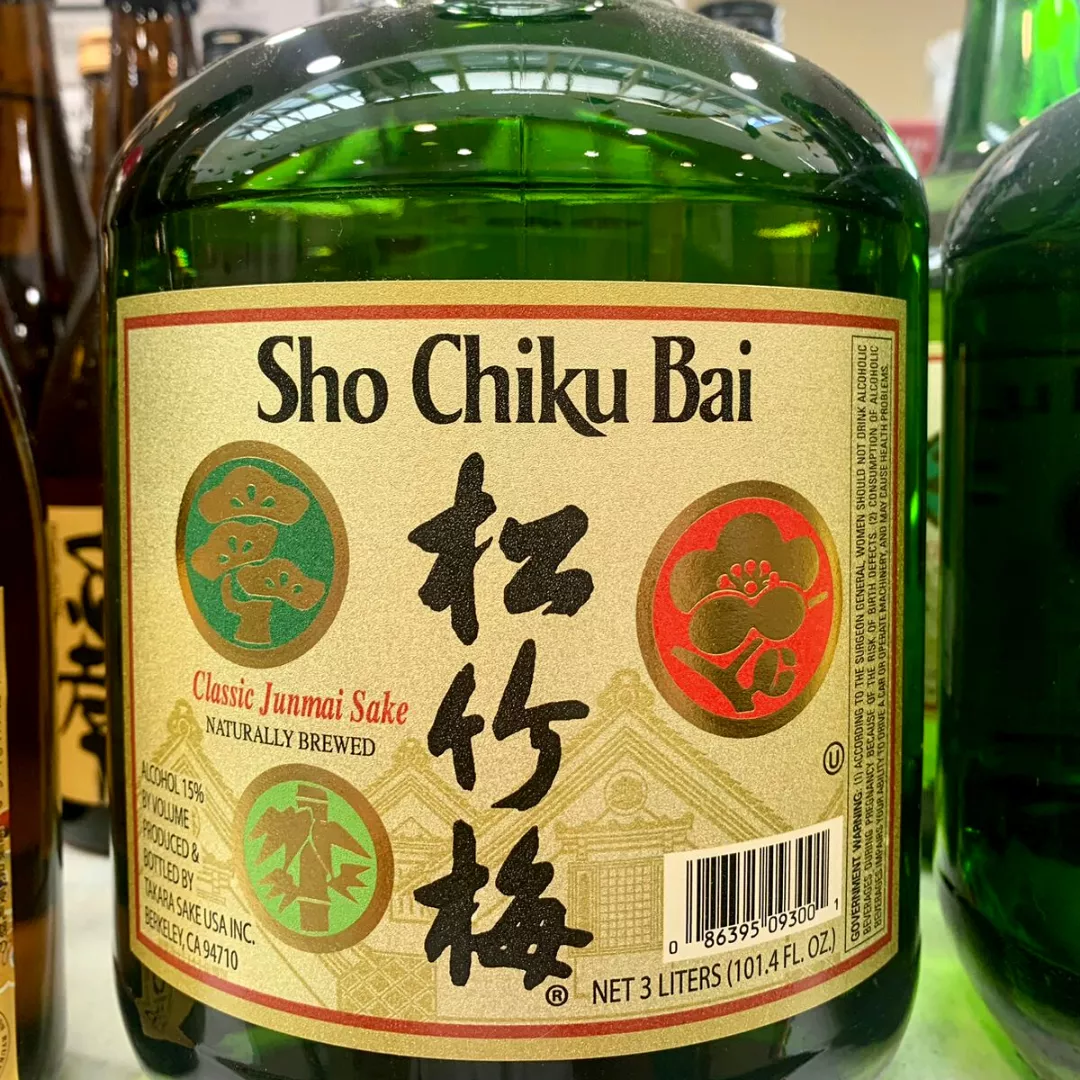 Sho Chiku Bai
松
竹
梅
®
Classic Junmai Sake
NATURALLY BREWED
ALCOHOL 15%
BY VOLUME
PRODUCED &
BOTTLED BY
TAKARA SAKE USA INC.
BERKELEY, CA 94710
Ⓤ
0 86395 09300 1
NET 3 LITERS (101.4 FL. OZ.)
GOVERNMENT WARNING: (1) ACCORDING TO THE SURGEON GENERAL, WOMEN SHOULD NOT DRINK ALCOHOLIC
BEVERAGES DURING PREGNANCY BECAUSE OF THE RISK OF BIRTH DEFECTS. (2) CONSUMPTION OF ALCOHOLIC
BEVERAGES IMPAIRS YOUR ABILITY TO DRIVE A CAR OR OPERATE MACHINERY, AND MAY CAUSE HEALTH PROBLEMS.